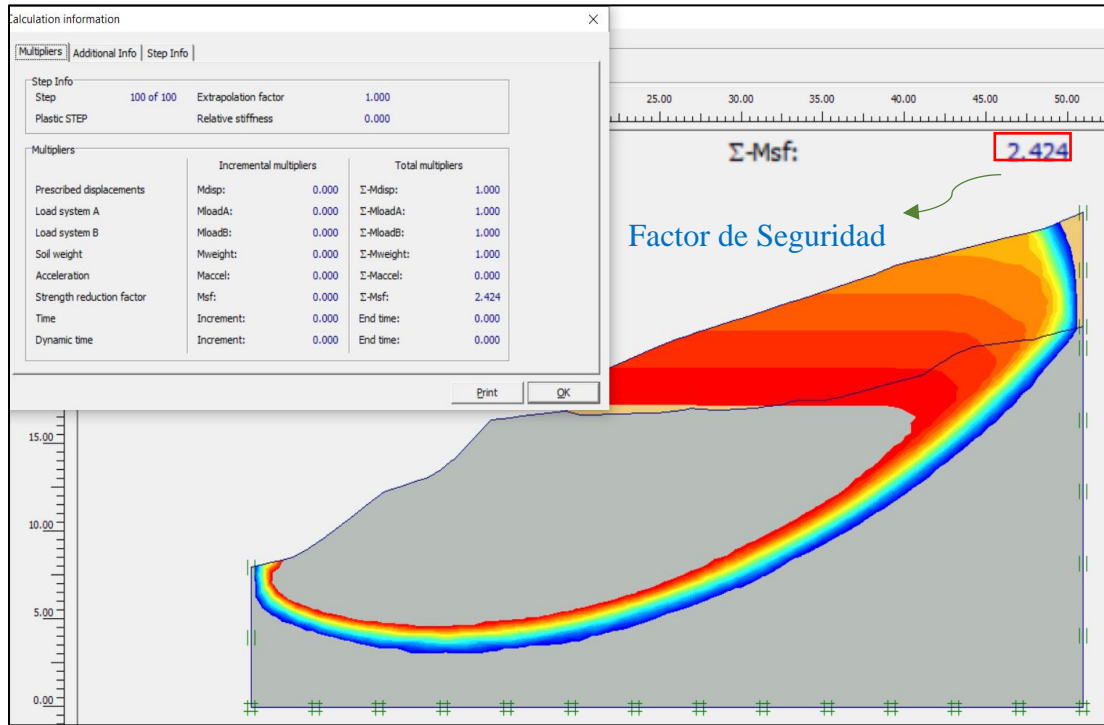 Calculation information
Multipliers Additional Info Step Info
Step Info
Step 100 of 100 Extrapolation factor 1.000
Plastic STEP Relative stiffness 0.000
Multipliers
Incremental multipliers Total multipliers
Prescribed displacements Mdisp: 0.000 Σ-Mdisp: 1.000
Load system A MloadA: 0.000 Σ-MloadA: 1.000
Load system B MloadB: 0.000 Σ-MloadB: 1.000
Soil weight Mweight: 0.000 Σ-Mweight: 1.000
Acceleration Maccel: 0.000 Σ-Maccel: 0.000
Strength reduction factor Msf: 0.000 Σ-Msf: 2.424
Time Increment: 0.000 End time: 0.000
Dynamic time Increment: 0.000 End time: 0.000
Print OK
25.00 30.00 35.00 40.00 45.00 50.00
Σ-Msf: 2.424
Factor de Seguridad
15.00
10.00
5.00
0.00